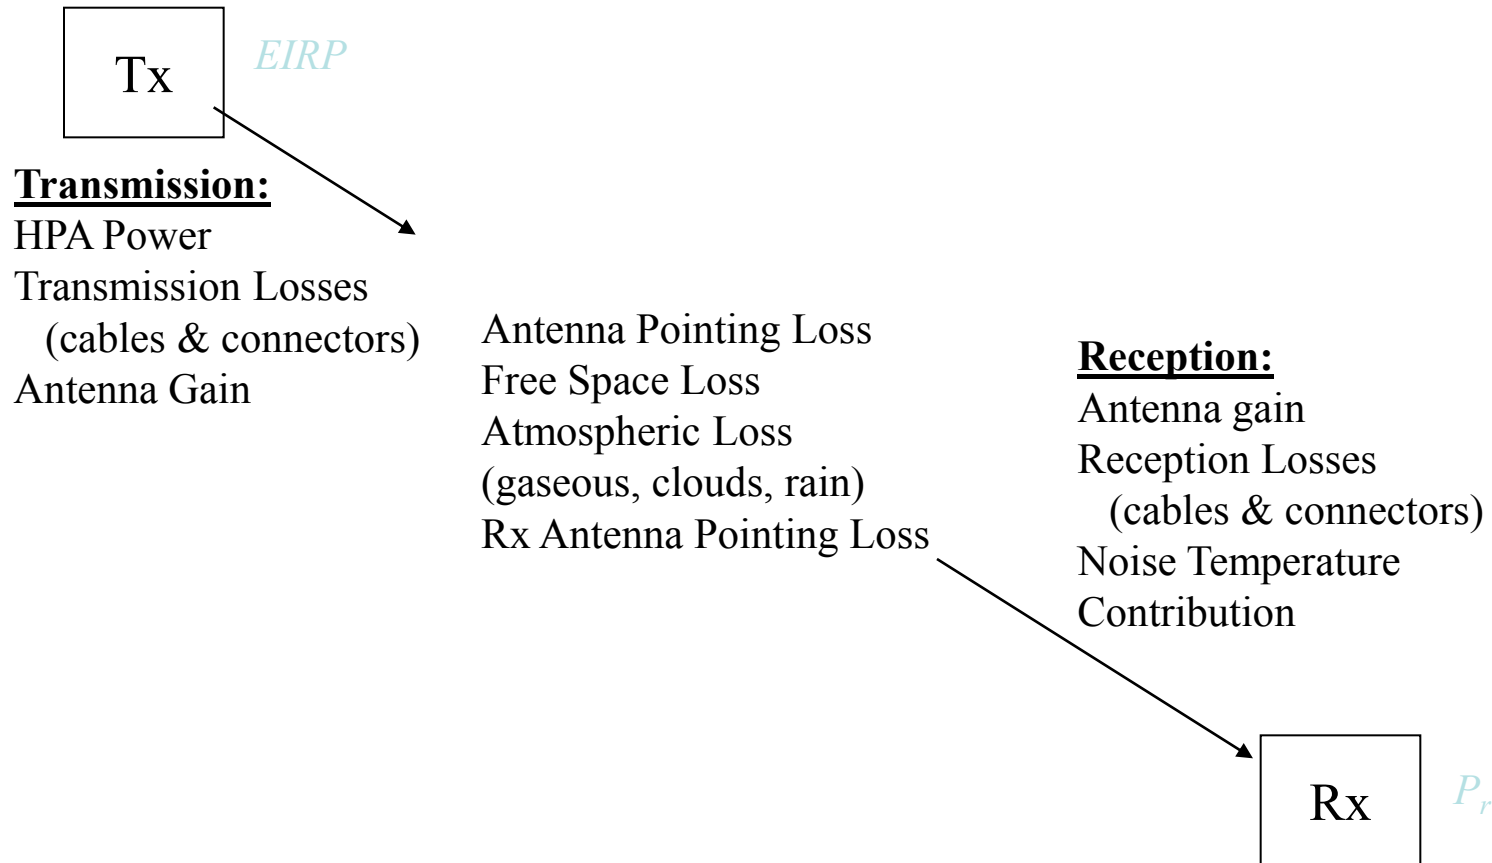 Tx
EIRP
Transmission:
HPA Power
Transmission Losses
(cables & connectors)
Antenna Gain
Antenna Pointing Loss
Free Space Loss
Atmospheric Loss
(gaseous, clouds, rain)
Rx Antenna Pointing Loss
Reception:
Antenna gain
Reception Losses
(cables & connectors)
Noise Temperature
Contribution
Rx
Pr